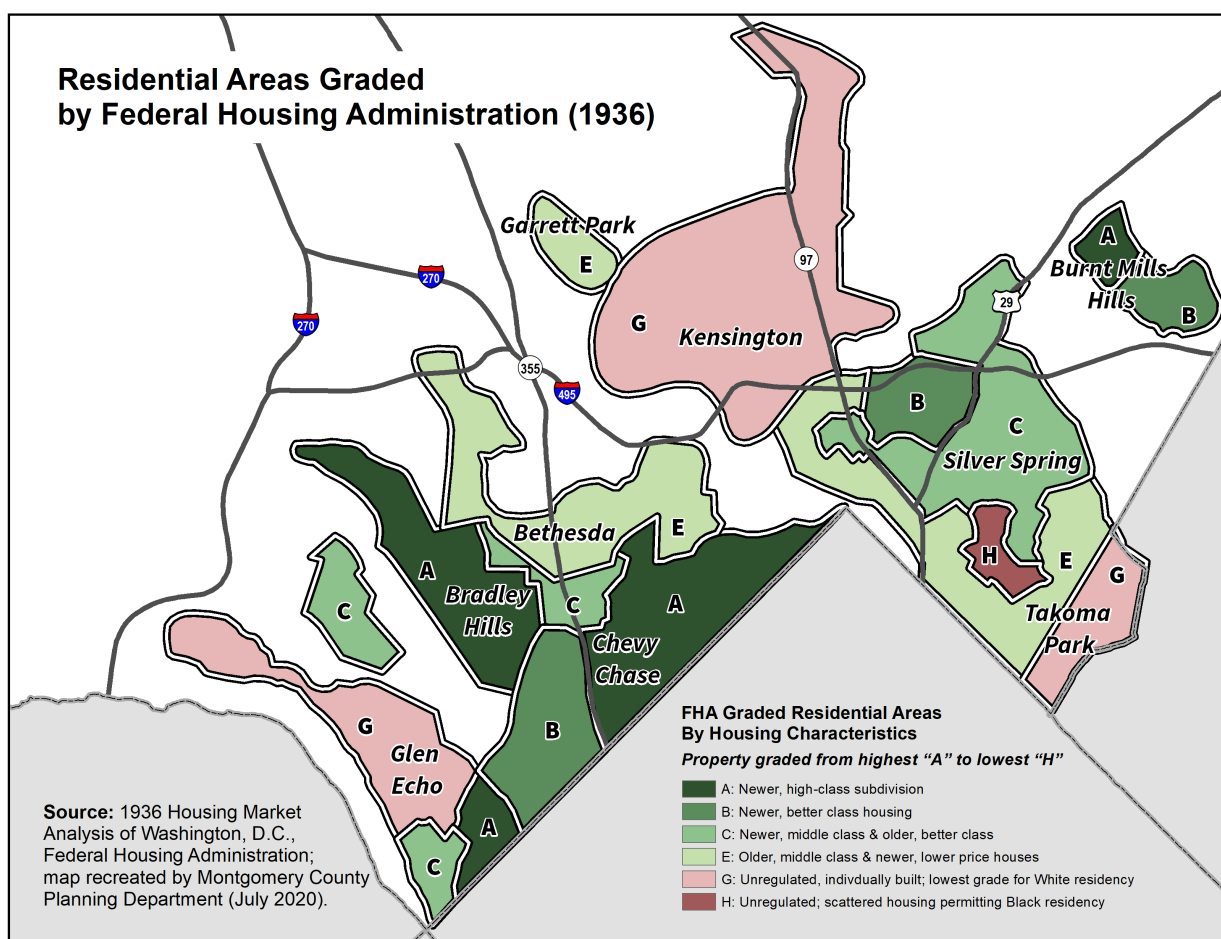 Residential Areas Graded
by Federal Housing Administration (1936)
Garrett Park
E
A
Burnt Mills
Hills
B
270
97
270
29
G
Kensington
355
495
B
C
Silver Spring
Bethesda
E
H
E
G
A
Bradley
Hills
C
C
A
Takoma
Park
Chevy
Chase
G
Glen
Echo
B
A
C
FHA Graded Residential Areas
By Housing Characteristics
Property graded from highest “A” to lowest “H”
A: Newer, high-class subdivision
B: Newer, better class housing
C: Newer, middle class & older, better class
E: Older, middle class & newer, lower price houses
G: Unregulated, indivdually built; lowest grade for White residency
H: Unregulated; scattered housing permitting Black residency
Source: 1936 Housing Market
Analysis of Washington, D.C.,
Federal Housing Administration;
map recreated by Montgomery County
Planning Department (July 2020).